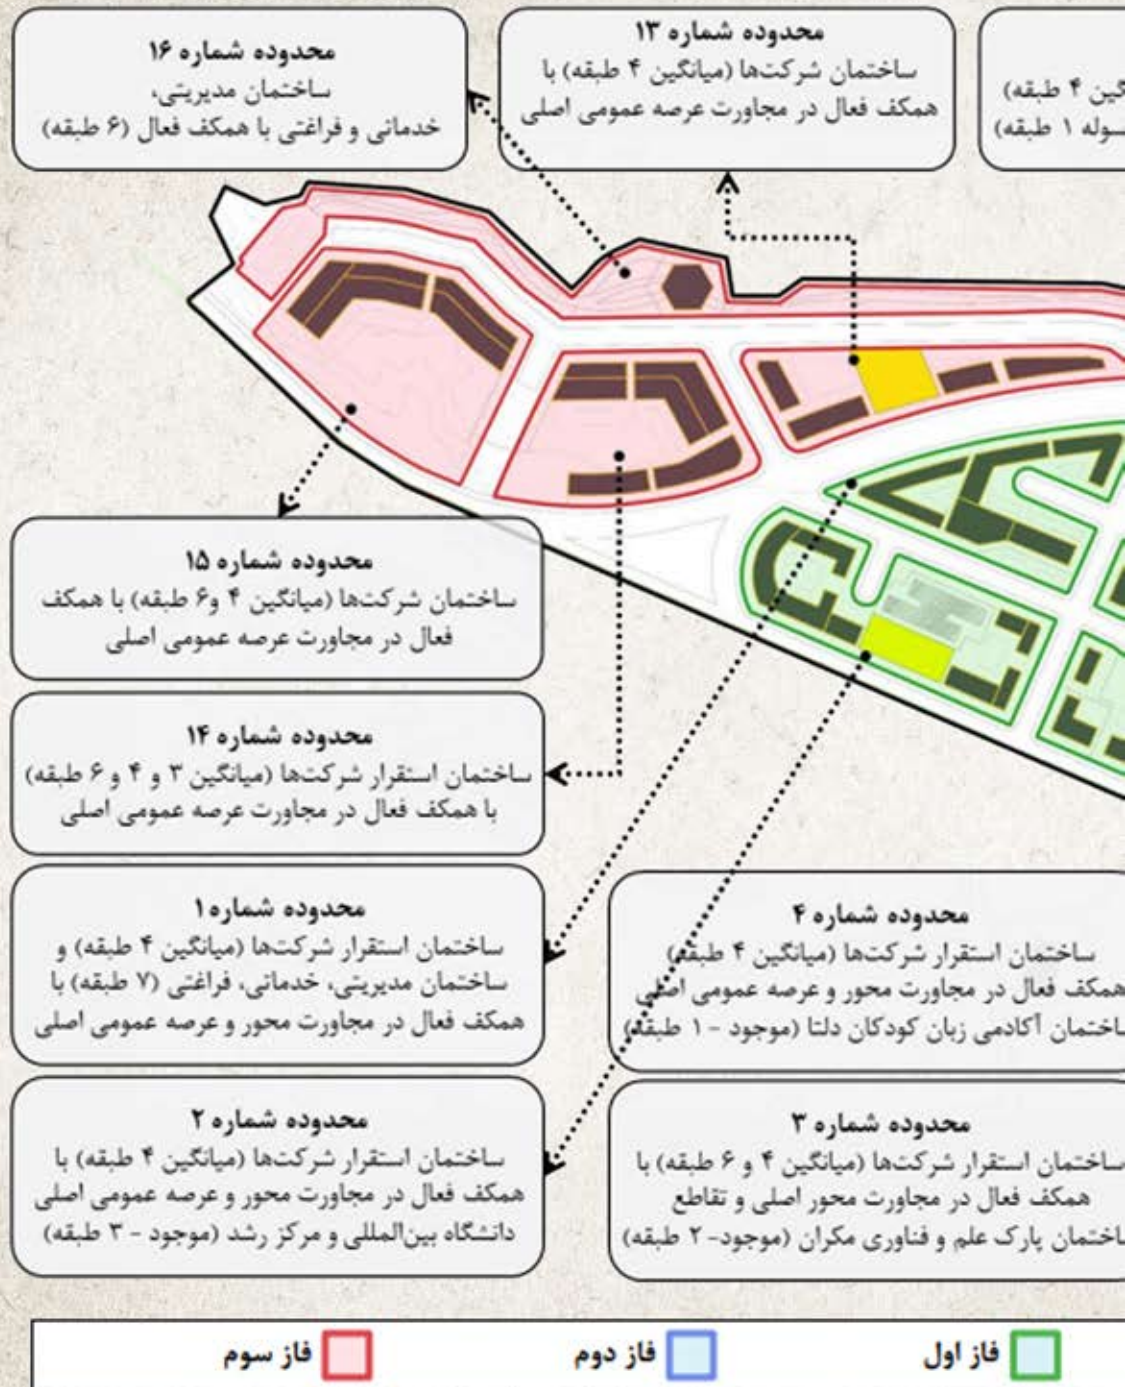 محدوده شماره ۱۶
ساختمان مدیریتی،
خدماتی و فراغتی با همکف فعال (۶ طبقه)
محدوده شماره ۱۳
ساختمان شرکت‌ها (میانگین ۴ طبقه) با
همکف فعال در مجاورت عرصه عمومی اصلی
۴ طبقه)
۱ طبقه)
محدوده شماره ۱۵
ساختمان شرکت‌ها (میانگین ۴ و۶ طبقه) با همکف
فعال در مجاورت عرصه عمومی اصلی
محدوده شماره ۱۴
ساختمان استقرار شرکت‌ها (میانگین ۳ و ۴ و ۶ طبقه)
با همکف فعال در مجاورت عرصه عمومی اصلی
محدوده شماره۱
ساختمان استقرار شرکت‌ها (میانگین ۴ طبقه) و
ساختمان مدیریتی، خدماتی، فراغتی (۷ طبقه) با
همکف فعال در مجاورت محور و عرصه عمومی اصلی
محدوده شماره ۲
ساختمان استقرار شرکت‌ها (میانگین ۴ طبقه) با
همکف فعال در مجاورت محور و عرصه عمومی اصلی
دانشگاه بین‌المللی و مرکز رشد (موجود - ۳ طبقه)
محدوده شماره ۴
ساختمان استقرار شرکت‌ها (میانگین ۴ طبقه)
همکف فعال در مجاورت محور و عرصه عمومی اصلی
ساختمان آکادمی زبان کودکان دلتا (موجود - ۱ طبقه)
محدوده شماره ۳
ساختمان استقرار شرکت‌ها (میانگین ۴ و ۶ طبقه) با
همکف فعال در مجاورت محور اصلی و تقاطع
ساختمان پارک علم و فناوری مکران (موجود- ۲ طبقه)
فاز اول
فاز دوم
فاز سوم